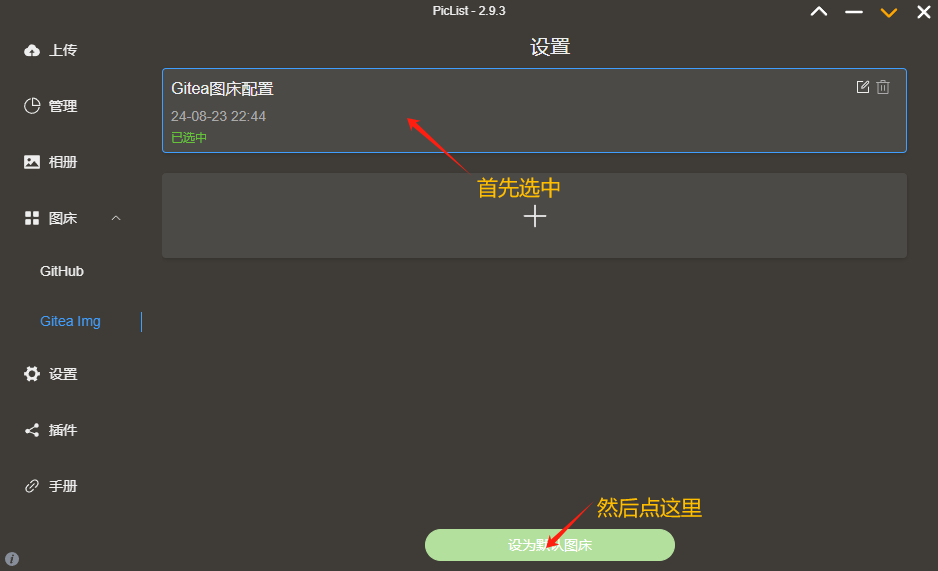 PicList - 2.9.3
上传
管理
相册
图床
GitHub
Gitea Img
设置
插件
手册
设置
Gitea图床配置
24-08-23 22:44
已选中
首先选中
然后点这里
设为默认图床